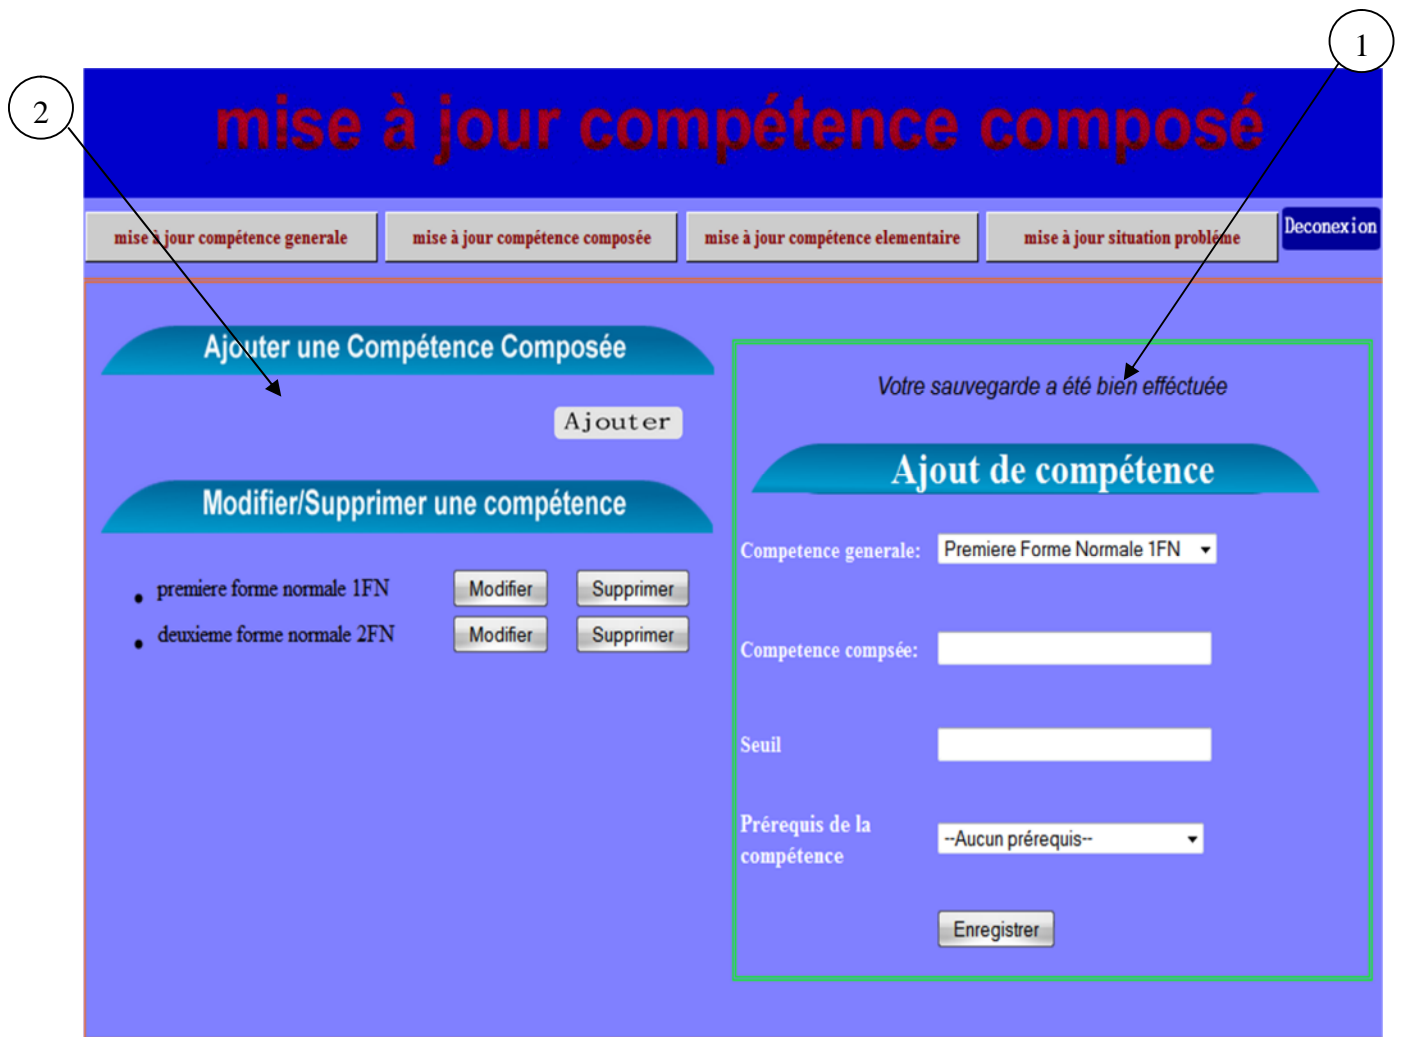 1
2
mise à jour compétence composé
mise à jour compétence generale
mise à jour compétence composée
mise à jour compétence elementaire
mise à jour situation probléme
Deconexion
Ajouter une Compétence Composée
Ajouter
Modifier/Supprimer une compétence
premiere forme normale 1FN Modifier Supprimer
deuxieme forme normale 2FN Modifier Supprimer
Votre sauvegarde a été bien efféctuée
Ajout de compétence
Competence generale: Premiere Forme Normale 1FN
Competence compsée:
Seuil
Prérequis de la
compétence
--Aucun prérequis--
Enregistrer